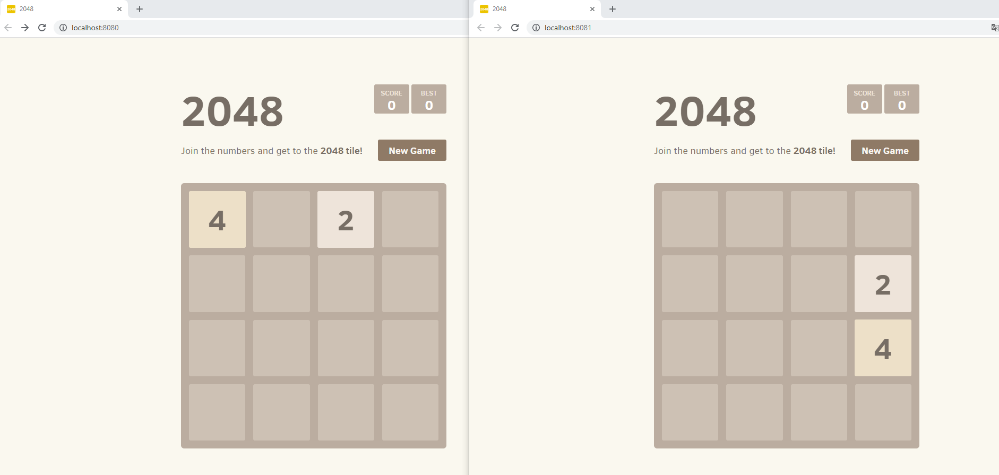 2048
localhost:8080
2048
SCORE
0
BEST
0
Join the numbers and get to the 2048 tile!
New Game
4 2
2048
localhost:8081
2048
SCORE
0
BEST
0
Join the numbers and get to the 2048 tile!
New Game
2
4